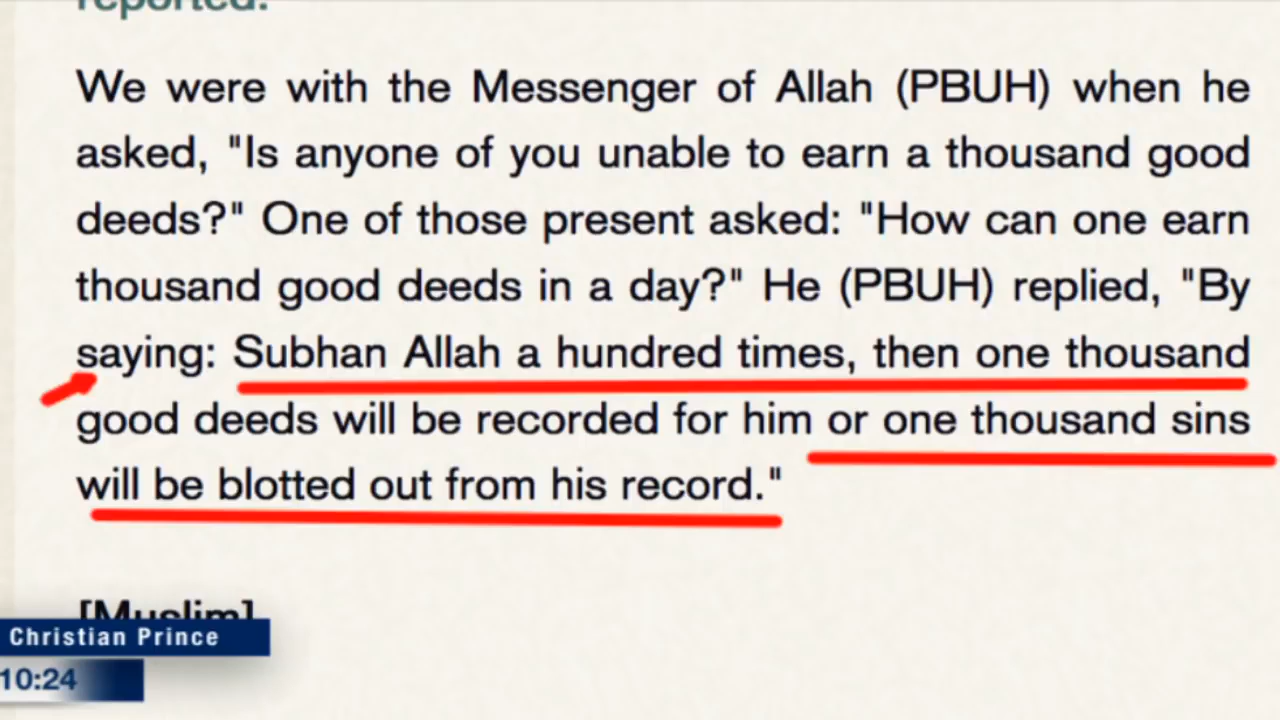 reported:
We were with the Messenger of Allah (PBUH) when he
asked, "Is anyone of you unable to earn a thousand good
deeds?" One of those present asked: "How can one earn
thousand good deeds in a day?" He (PBUH) replied, "By
saying: Subhan Allah a hundred times, then one thousand
good deeds will be recorded for him or one thousand sins
will be blotted out from his record."
[Muslim]
Christian Prince
10:24